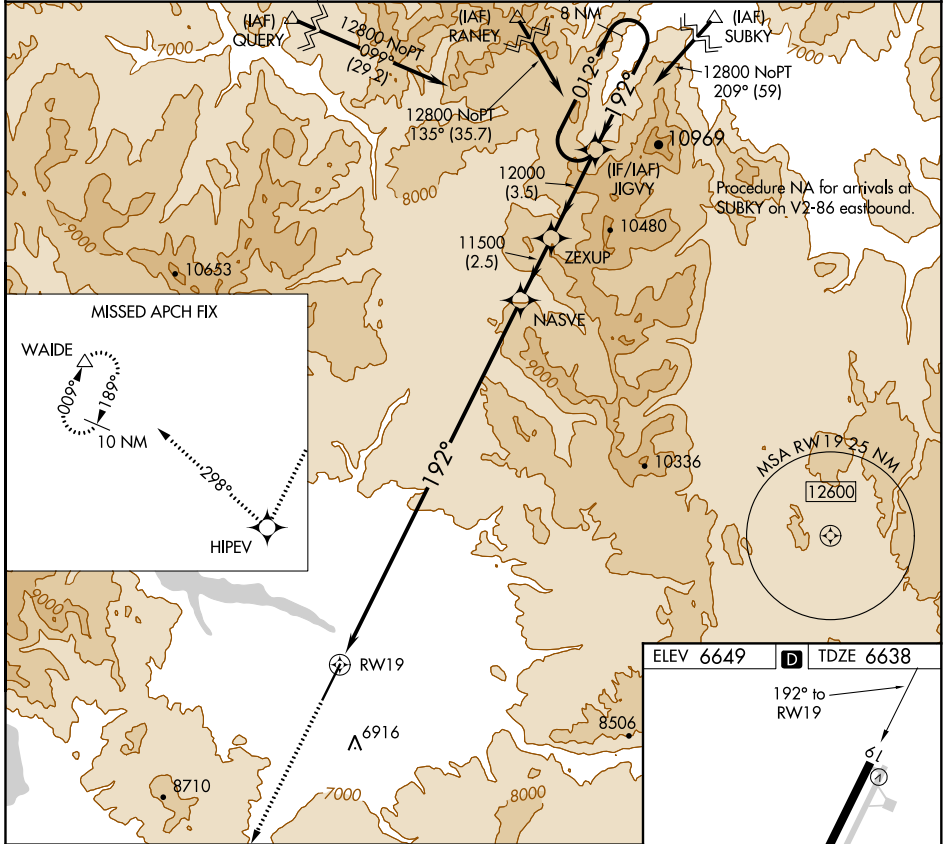 7000
(IAF)
QUERY
12800 NoPT
099°
(29.2)
(IAF)
RANEY
8 NM
(IAF)
SUBKY
7000
12800 NoPT
209° (59)
12800 NoPT
135° (35.7)
012°
192°
10969
(IF/IAF)
JIGVY
12000
(3.5)
8000
Procedure NA for arrivals at
SUBKY on V2-86 eastbound.
9000
10480
11500
(2.5)
ZEXUP
10653
NASVE
MISSED APCH FIX
WAIDE
009°
189°
10 NM
298°
HIPEV
9000
192°
10336
MSA RW19 25 NM
12600
9000
RW19
6916
8506
8710
7000
8000
ELEV 6649
D
TDZE 6638
192° to
RW19
19